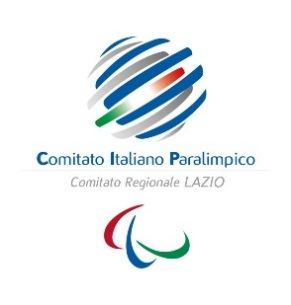 Comitato Italiano Paralimpico
Comitato Regionale LAZIO